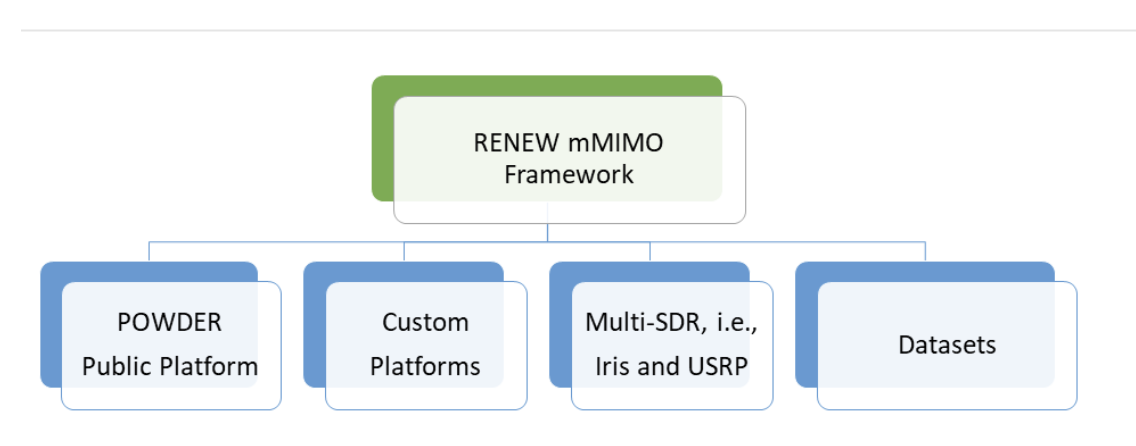 RENEW mMIMO
Framework
POWDER
Public Platform
Custom
Platforms
Multi-SDR, i.e.,
Iris and USRP
Datasets